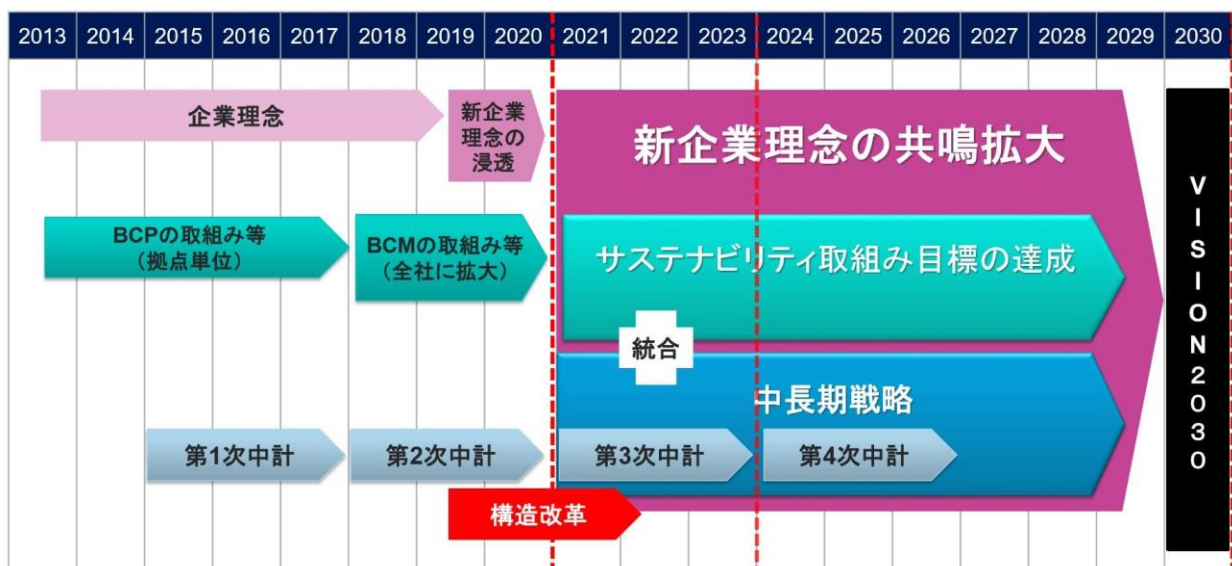 2013 2014 2015 2016 2017 2018 2019 2020 2021 2022 2023 2024 2025 2026 2027 2028 2029 2030
企業理念
新企業
理念の
浸透
新企業理念の共鳴拡大
BCPの取組み等
（拠点単位）
BCMの取組み等
（全社に拡大）
サステナビリティ取組み目標の達成
統合
中長期戦略
第1次中計
第2次中計
第3次中計
第4次中計
構造改革
VISION2030